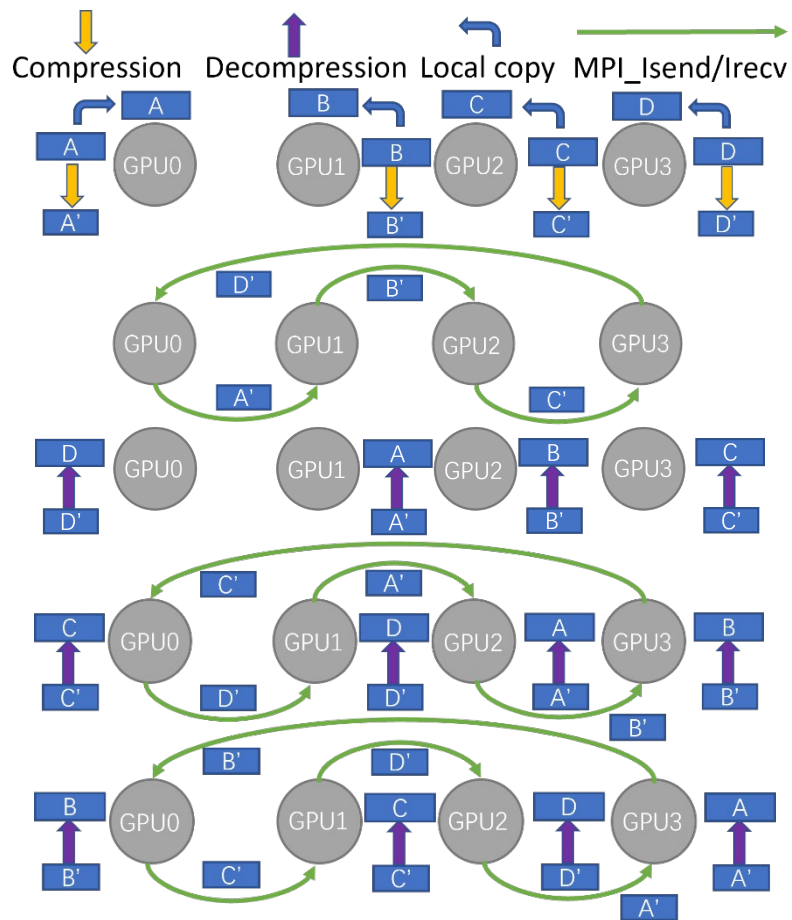 Compression Decompression Local copy MPI_Isend/Irecv
A B C D
A GPU0 GPU1 B GPU2 C GPU3 D
A' B' C' D'
D' B'
GPU0 GPU1 GPU2 GPU3
A' C'
D GPU0 GPU1 A GPU2 B GPU3 C
D' A' B' C'
C' A'
C GPU0 GPU1 D GPU2 A GPU3 B
C' D' D' A' B'
B'
B' D'
B GPU0 GPU1 C GPU2 D GPU3 A
B' C' C' D' A'
A'